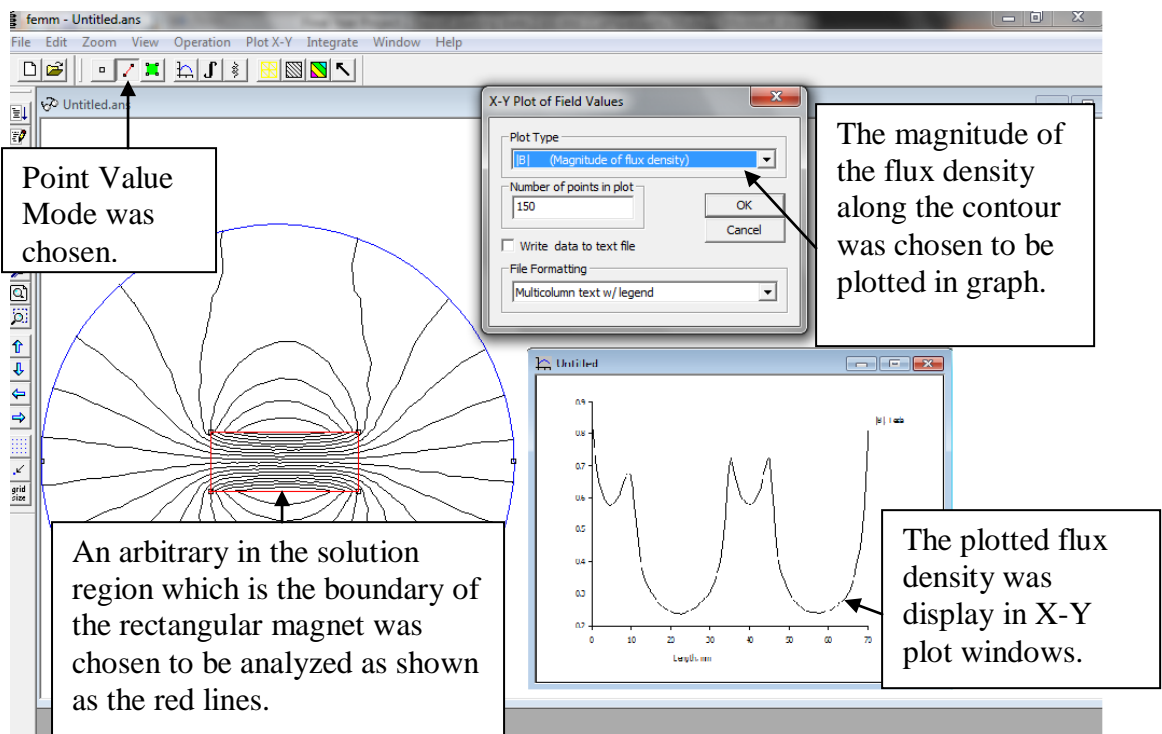 femm - Untitled.ans
File Edit Zoom View Operation Plot X-Y Integrate Window Help
Untitled.ans
Point Value
Mode was
chosen.
X-Y Plot of Field Values
Plot Type
|B| (Magnitude of flux density)
Number of points in plot
150
OK
Cancel
Write data to text file
File Formatting
Multicolumn text w/ legend
The magnitude of
the flux density
along the contour
was chosen to be
plotted in graph.
grid
size
Untitled
0.9
0.8
0.7
0.6
0.5
0.4
0.3
0.2
0 10 20 30 40 50 60 70
Length, mm
|B|, Tesla
An arbitrary in the solution
region which is the boundary of
the rectangular magnet was
chosen to be analyzed as shown
as the red lines.
The plotted flux
density was
display in X-Y
plot windows.